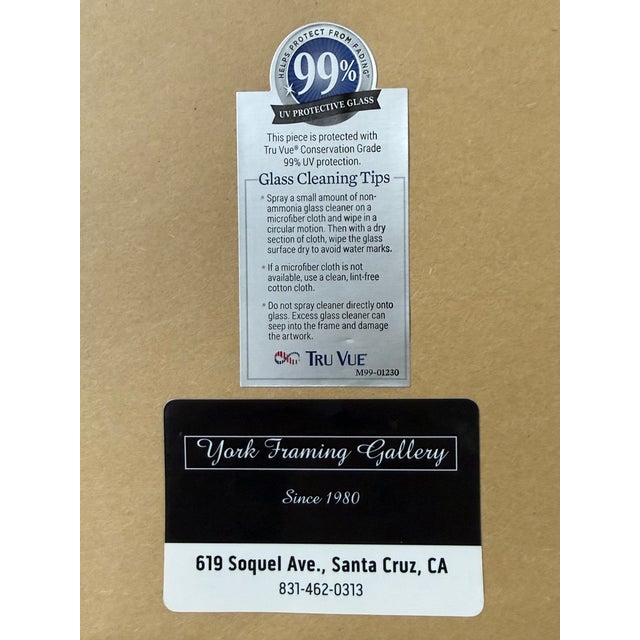 HELPS PROTECT FROM FADING*
99%
UV PROTECTIVE GLASS
This piece is protected with
Tru Vue® Conservation Grade
99% UV protection.
Glass Cleaning Tips
* Spray a small amount of non-
ammonia glass cleaner on a
microfiber cloth and wipe in a
circular motion. Then with a dry
section of cloth, wipe the glass
surface dry to avoid water marks.
* If a microfiber cloth is not
available, use a clean, lint-free
cotton cloth.
* Do not spray cleaner directly onto
glass. Excess glass cleaner can
seep into the frame and damage
the artwork.
TRU VUE®
M99-01230
York Framing Gallery
Since 1980
619 Soquel Ave., Santa Cruz, CA
831-462-0313